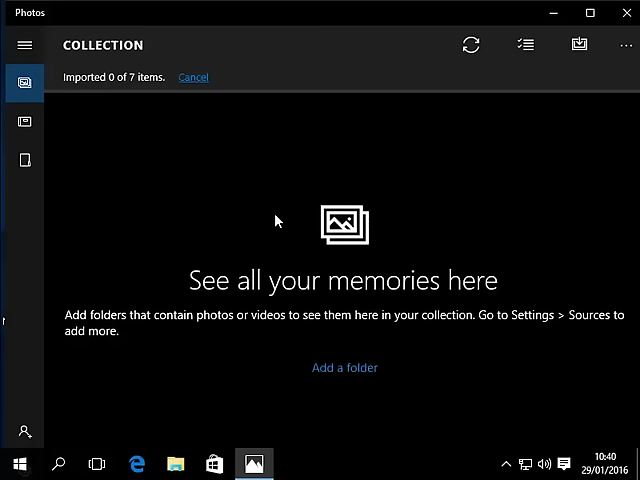 Photos
COLLECTION
Imported 0 of 7 items. Cancel
See all your memories here
Add folders that contain photos or videos to see them here in your collection. Go to Settings > Sources to
add more.
Add a folder
10:40
29/01/2016